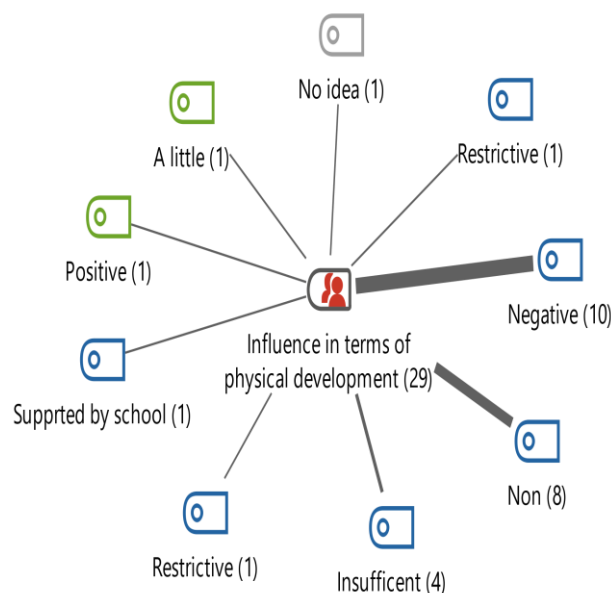 No idea (1)
A little (1)
Restrictive (1)
Positive (1)
Negative (10)
Influence in terms of
physical development (29)
Supprted by school (1)
Non (8)
Restrictive (1)
Insufficent (4)